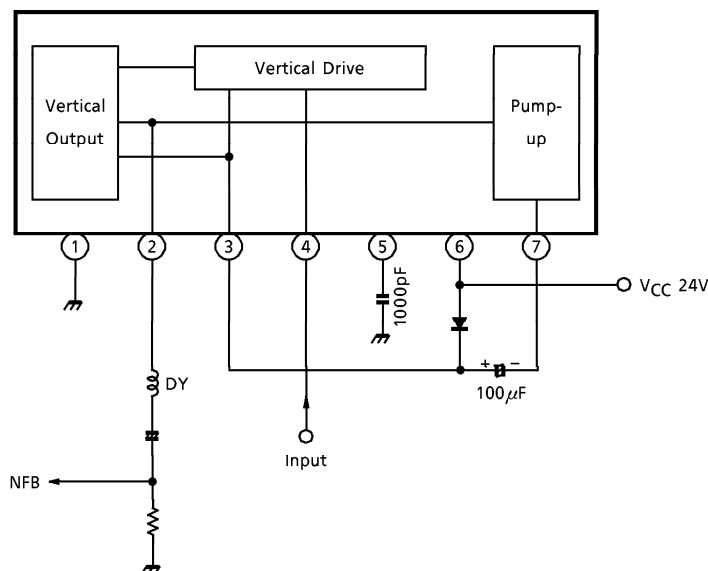 Vertical Drive
Vertical
Output
Pump-
up
1
2
3
4
5
6
7
1000pF
VCC 24V
+ −
100μF
DY
Input
NFB